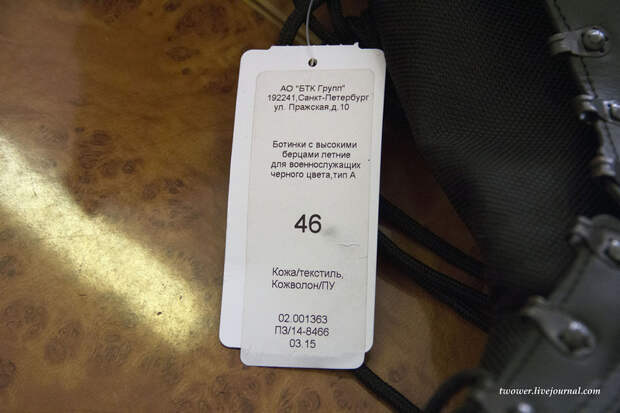 АО "БТК Групп"
192241,Санкт-Петербург
ул. Пражская,д.10
Ботинки с высокими
берцами летние
для военнослужащих
черного цвета,тип А
46
Кожа/текстиль,
Кожволон/ПУ
02.001363
ПЗ/14-8466
03.15
twower.livejournal.com